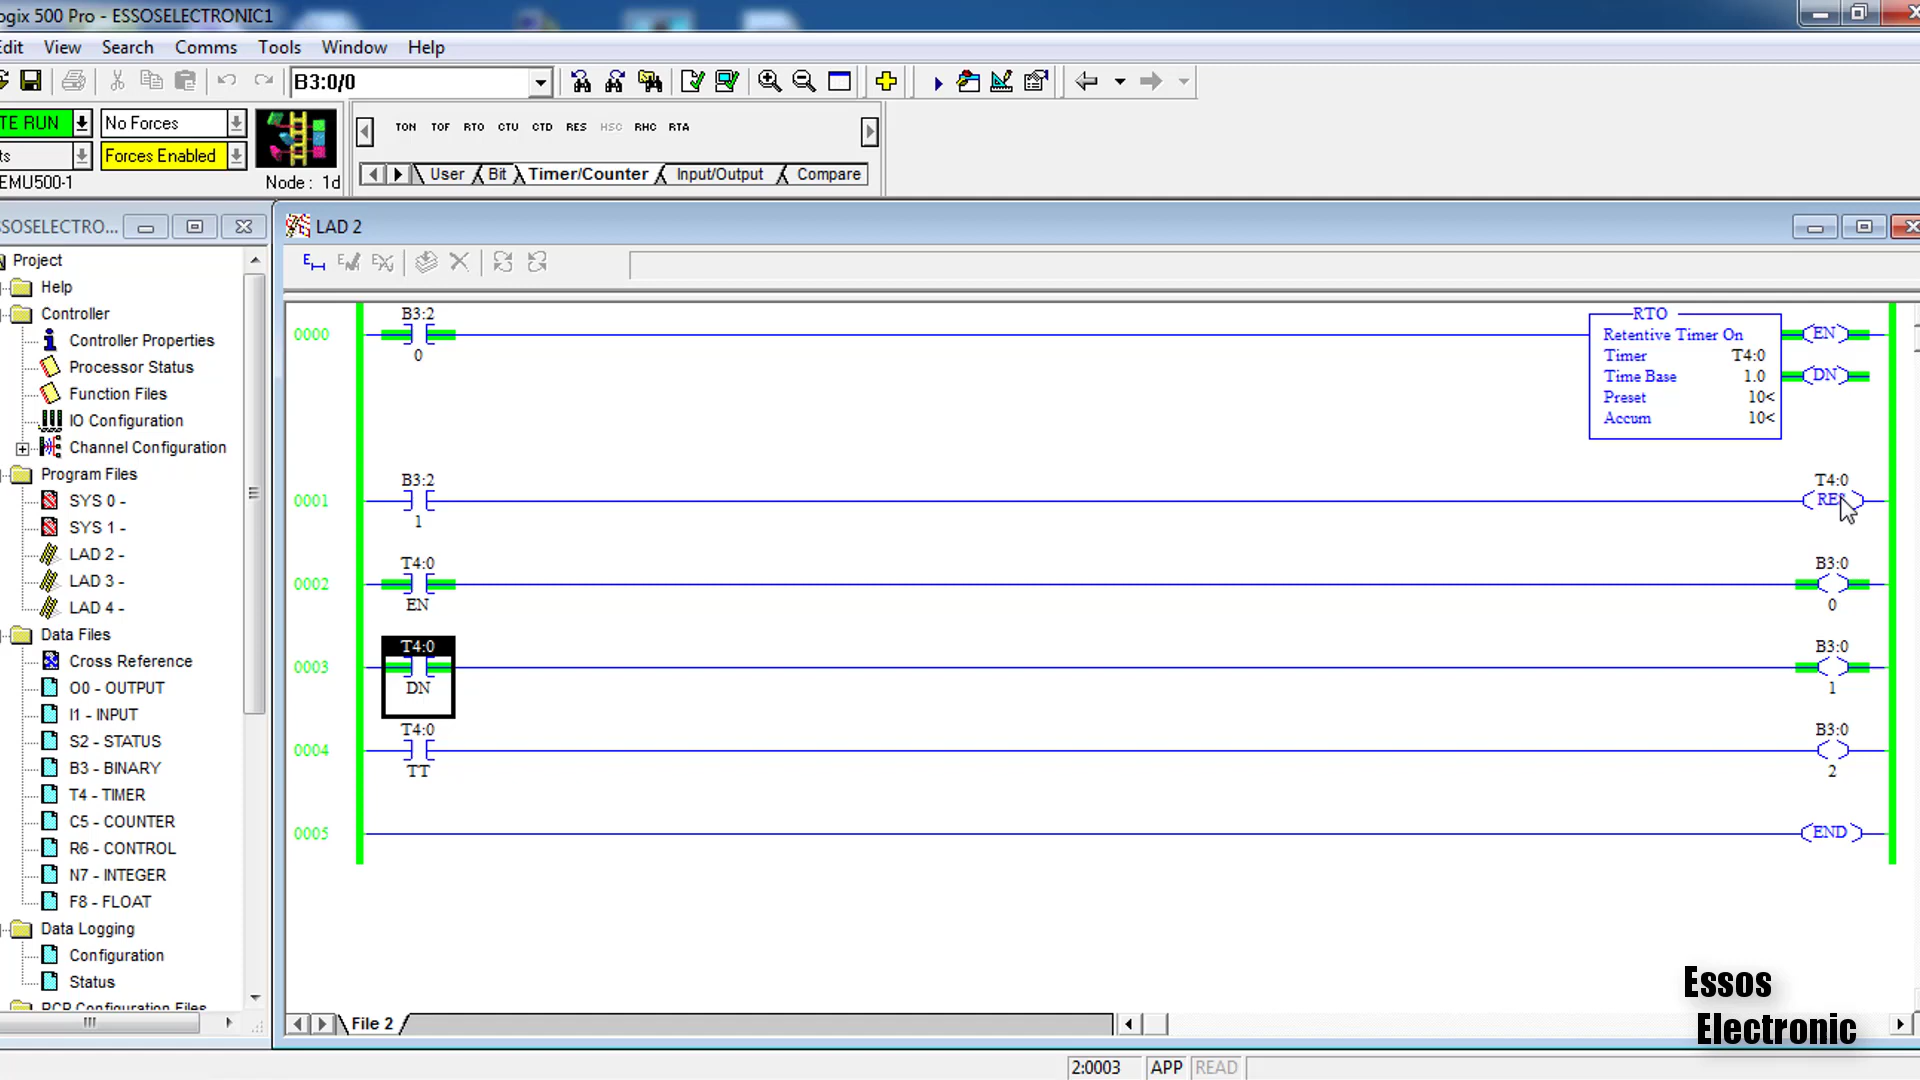 ogix 500 Pro - ESSOSELECTRONIC1
Edit View Search Comms Tools Window Help
B3:0/0
TE RUN No Forces
ts Forces Enabled
EMU500-1 Node : 1d
TON TOF RTO CTU CTD RES HSC RHC RTA
User Bit Timer/Counter Input/Output Compare
SSOSELECTRO...
LAD 2
Project
Help
Controller
Controller Properties
Processor Status
Function Files
IO Configuration
Channel Configuration
Program Files
SYS 0 -
SYS 1 -
LAD 2 -
LAD 3 -
LAD 4 -
Data Files
Cross Reference
O0 - OUTPUT
I1 - INPUT
S2 - STATUS
B3 - BINARY
T4 - TIMER
C5 - COUNTER
R6 - CONTROL
N7 - INTEGER
F8 - FLOAT
Data Logging
Configuration
Status
RCP Configuration Files
0000
B3:2
0
RTO
Retentive Timer On
Timer T4:0
Time Base 1.0
Preset 10<
Accum 10<
EN
DN
0001
B3:2
1
T4:0
RES
0002
T4:0
EN
B3:0
0
0003
T4:0
DN
B3:0
1
0004
T4:0
TT
B3:0
2
0005
END
File 2
2:0003 APP READ
Essos
Electronic